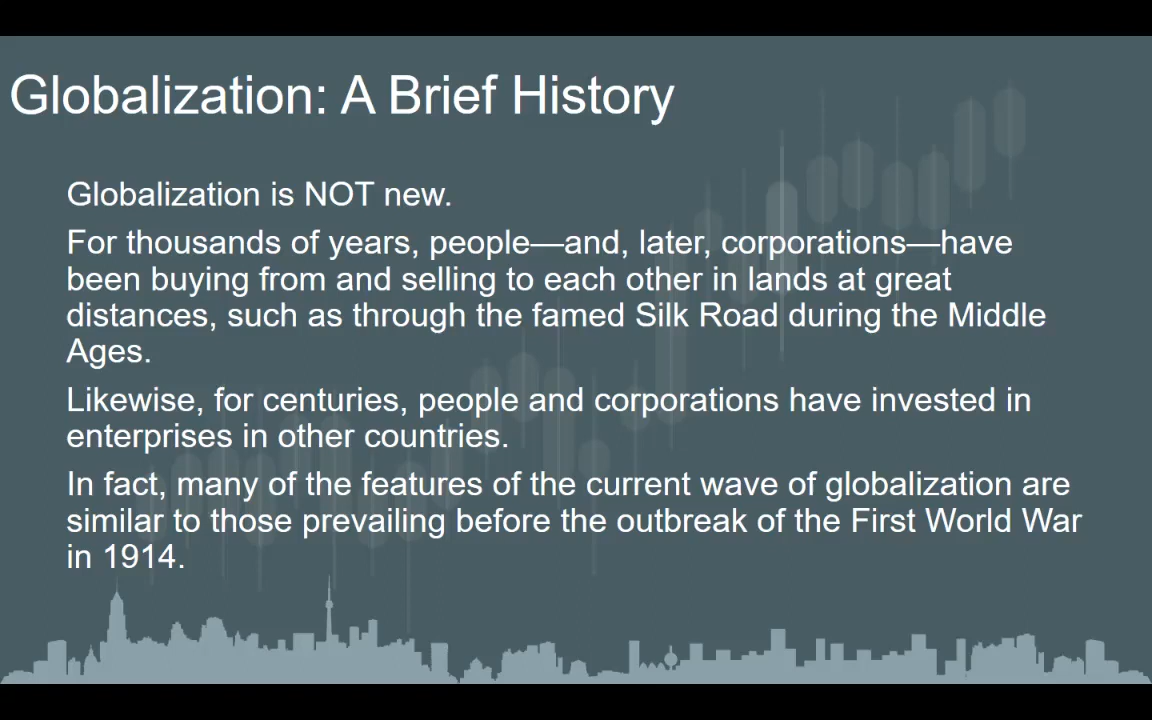 Globalization: A Brief History
Globalization is NOT new.
For thousands of years, people—and, later, corporations—have
been buying from and selling to each other in lands at great
distances, such as through the famed Silk Road during the Middle
Ages.
Likewise, for centuries, people and corporations have invested in
enterprises in other countries.
In fact, many of the features of the current wave of globalization are
similar to those prevailing before the outbreak of the First World War
in 1914.